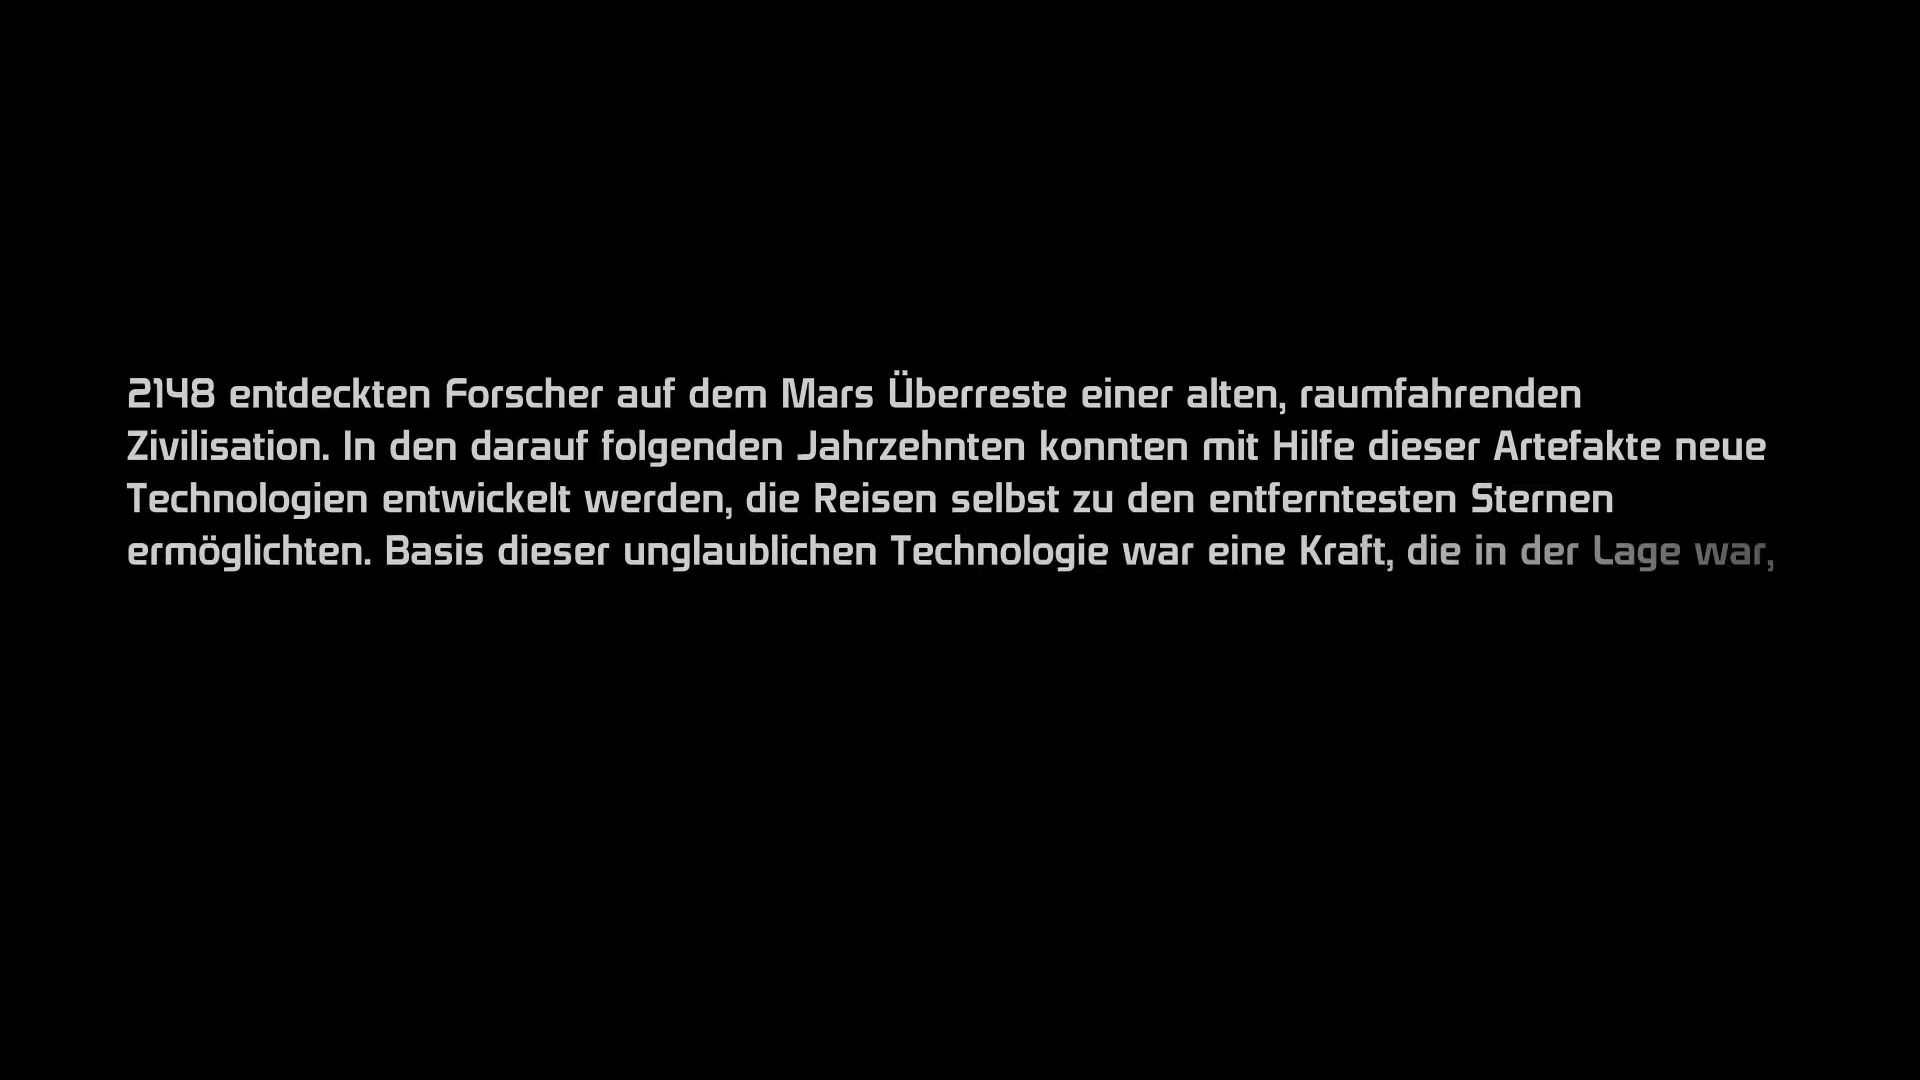 2148 entdeckten Forscher auf dem Mars Überreste einer alten, raumfahrenden
Zivilisation. In den darauf folgenden Jahrzehnten konnten mit Hilfe dieser Artefakte neue
Technologien entwickelt werden, die Reisen selbst zu den entferntesten Sternen
ermöglichten. Basis dieser unglaublichen Technologie war eine Kraft, die in der Lage war,